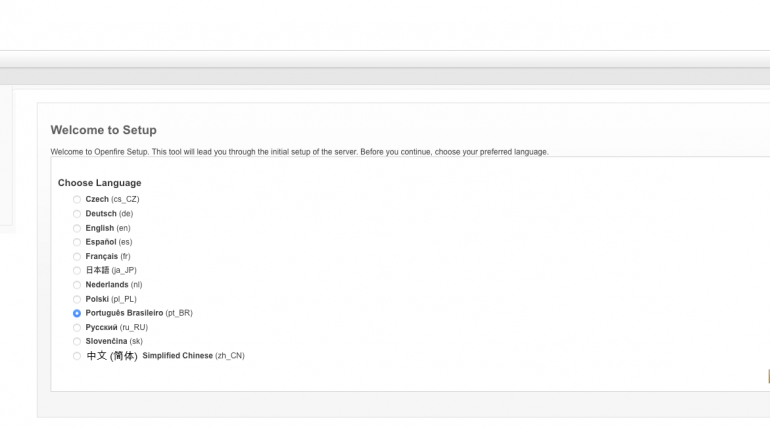 Welcome to Setup
Welcome to Openfire Setup. This tool will lead you through the initial setup of the server. Before you continue, choose your preferred language.
Choose Language
Czech (cs_CZ)
Deutsch (de)
English (en)
Español (es)
Français (fr)
日本語 (ja_JP)
Nederlands (nl)
Polski (pl_PL)
Português Brasileiro (pt_BR)
Русский (ru_RU)
Slovenčina (sk)
中文 (简体) Simplified Chinese (zh_CN)